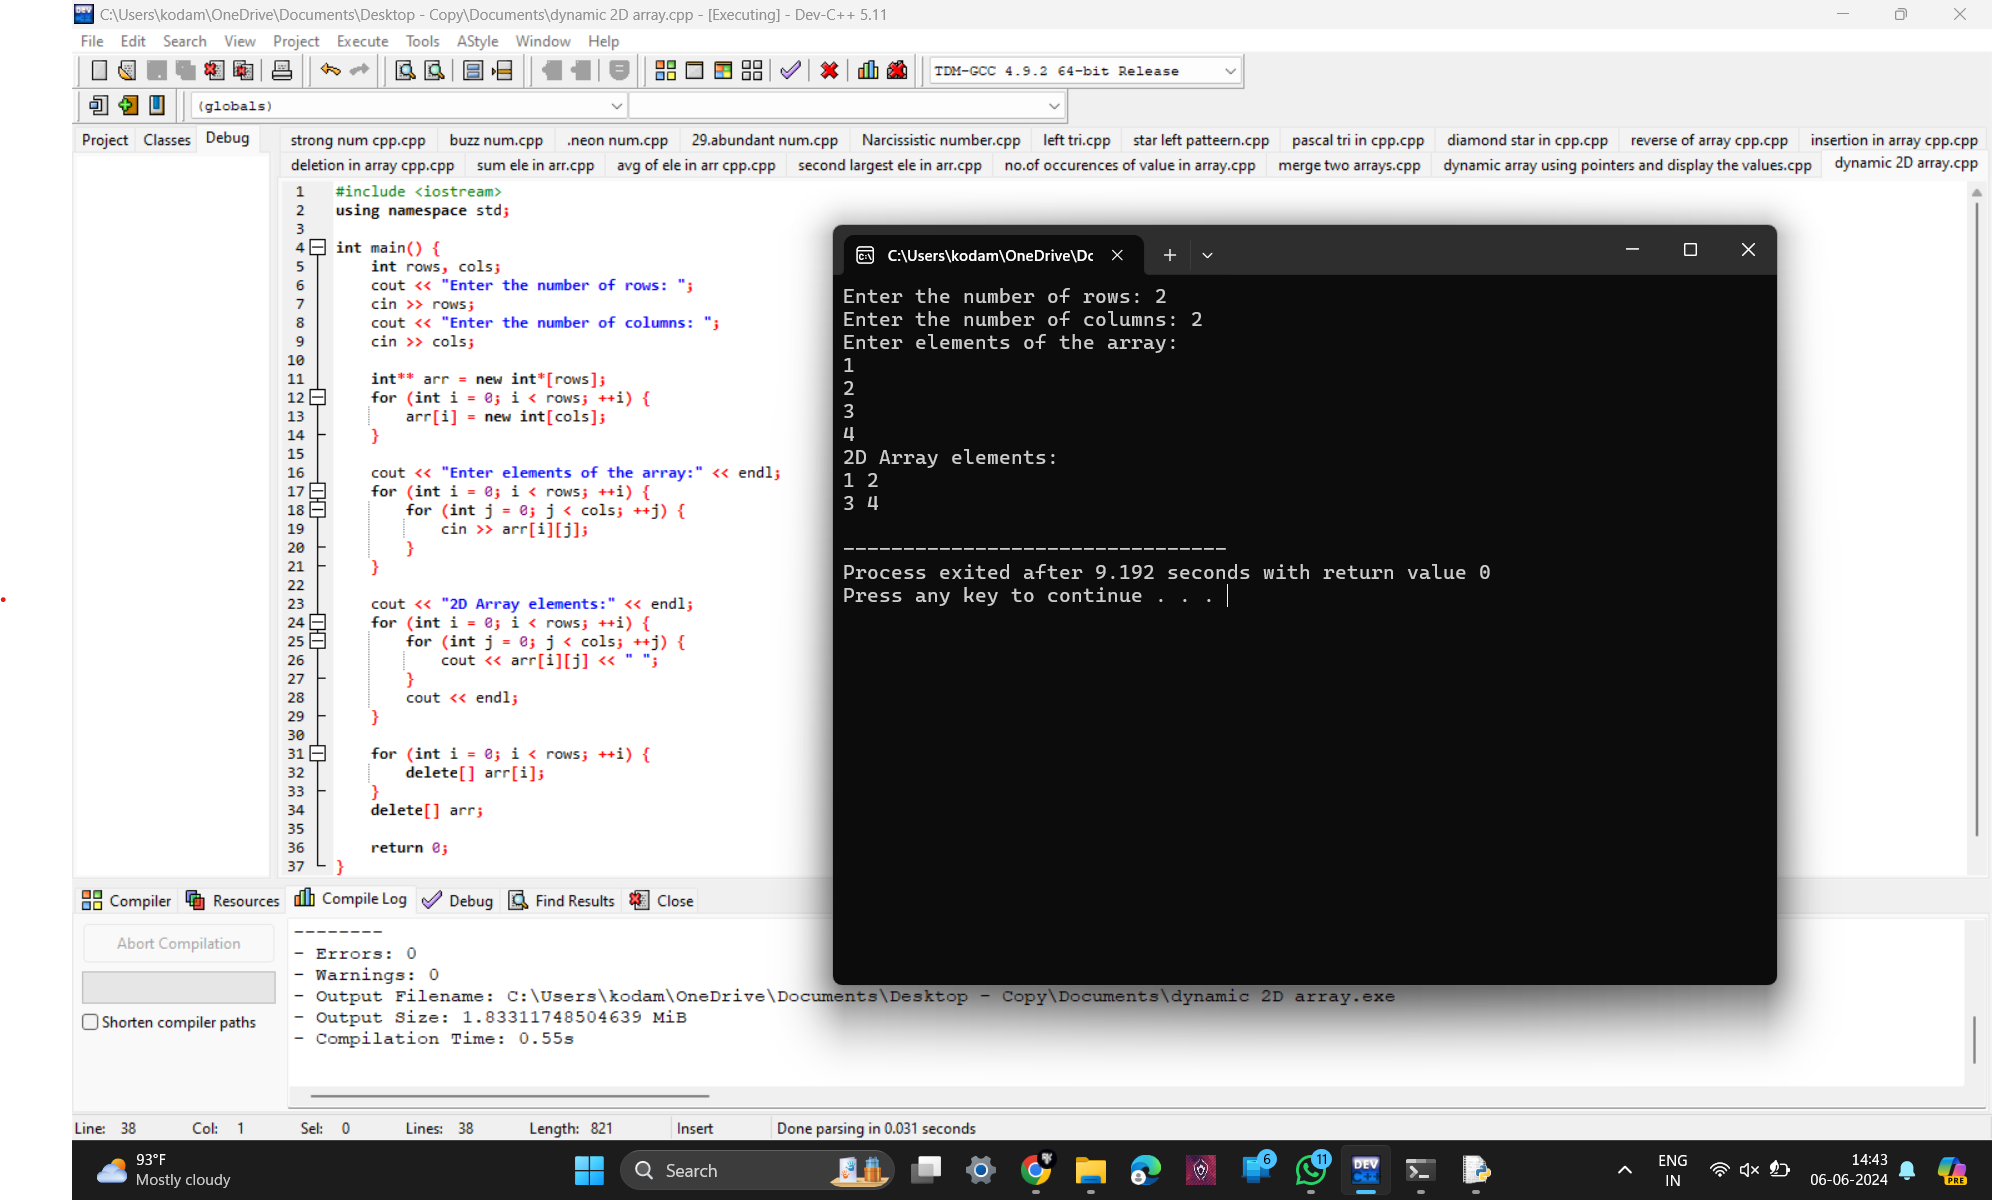 C:\Users\kodam\OneDrive\Documents\Desktop - Copy\Documents\dynamic 2D array.cpp - [Executing] - Dev-C++ 5.11
File Edit Search View Project Execute Tools AStyle Window Help
TDM-GCC 4.9.2 64-bit Release
(globals)
Project Classes Debug
strong num cpp.cpp buzz num.cpp .neon num.cpp 29.abundant num.cpp Narcissistic number.cpp left tri.cpp star left patteern.cpp pascal tri in cpp.cpp diamond star in cpp.cpp reverse of array cpp.cpp insertion in array cpp.cpp
deletion in array cpp.cpp sum ele in arr.cpp avg of ele in arr cpp.cpp second largest ele in arr.cpp no.of occurences of value in array.cpp merge two arrays.cpp dynamic array using pointers and display the values.cpp dynamic 2D array.cpp
1 #include <iostream>
2 using namespace std;
3
4 int main() {
5 int rows, cols;
6 cout << "Enter the number of rows: ";
7 cin >> rows;
8 cout << "Enter the number of columns: ";
9 cin >> cols;
10
11 int** arr = new int*[rows];
12 for (int i = 0; i < rows; ++i) {
13 arr[i] = new int[cols];
14 }
15
16 cout << "Enter elements of the array:" << endl;
17 for (int i = 0; i < rows; ++i) {
18 for (int j = 0; j < cols; ++j) {
19 cin >> arr[i][j];
20 }
21 }
22
23 cout << "2D Array elements:" << endl;
24 for (int i = 0; i < rows; ++i) {
25 for (int j = 0; j < cols; ++j) {
26 cout << arr[i][j] << " ";
27 }
28 cout << endl;
29 }
30
31 for (int i = 0; i < rows; ++i) {
32 delete[] arr[i];
33 }
34 delete[] arr;
35
36 return 0;
37 }
C:\Users\kodam\OneDrive\Dc
Enter the number of rows: 2
Enter the number of columns: 2
Enter elements of the array:
1
2
3
4
2D Array elements:
1 2
3 4
--------------------------------
Process exited after 9.192 seconds with return value 0
Press any key to continue . . .
Compiler Resources Compile Log Debug Find Results Close
Abort Compilation
Shorten compiler paths
--------
- Errors: 0
- Warnings: 0
- Output Filename: C:\Users\kodam\OneDrive\Documents\Desktop - Copy\Documents\dynamic 2D array.exe
- Output Size: 1.83311748504639 MiB
- Compilation Time: 0.55s
Line: 38 Col: 1 Sel: 0 Lines: 38 Length: 821 Insert Done parsing in 0.031 seconds
93°F
Mostly cloudy
Search
6
11
DEV
PRE
ENG
IN
14:43
06-06-2024